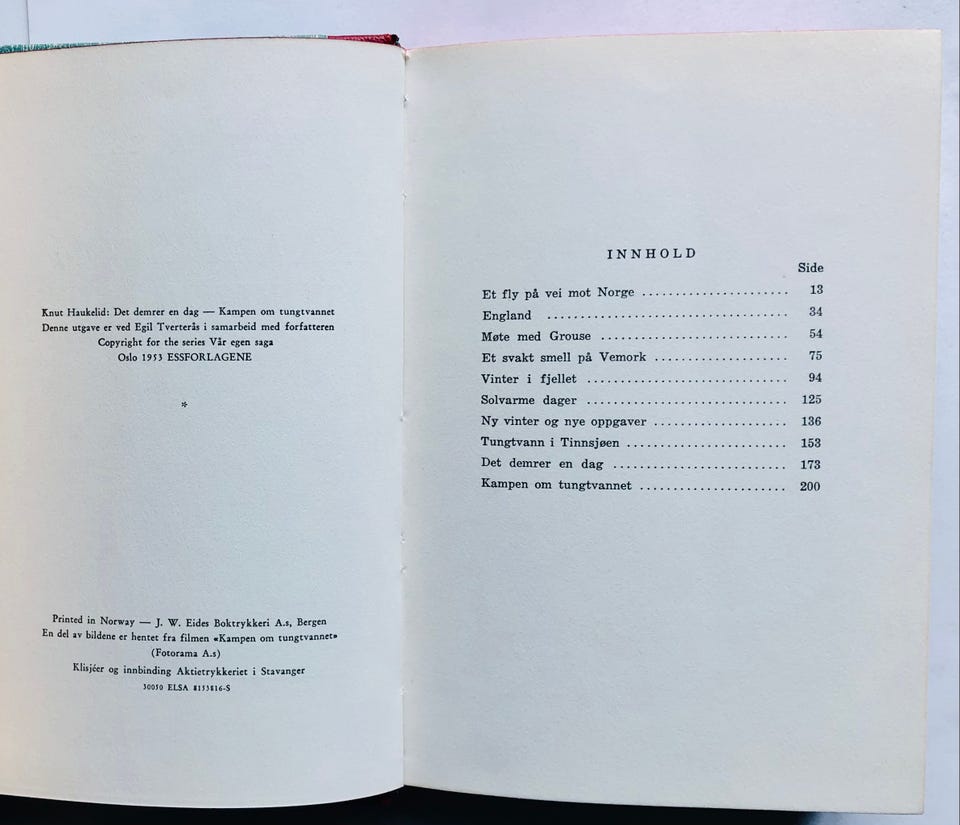 Knut Haukelid: Det demrer en dag — Kampen om tungtvannet
Denne utgave er ved Egil Tverterås i samarbeid med forfatteren
Copyright for the series Vår egen saga
Oslo 1953 ESSFORLAGENE
*
Printed in Norway — J. W. Eides Boktrykkeri A.s, Bergen
En del av bildene er hentet fra filmen «Kampen om tungtvannet»
(Fotorama A.s)
Klisjéer og innbinding Aktietrykkeriet i Stavanger
30050 ELSA 8153816-S
INNHOLD
Side
Et fly på vei mot Norge ...................... 13
England .................................... 34
Møte med Grouse ............................ 54
Et svakt smell på Vemork .................... 75
Vinter i fjellet .............................. 94
Solvarme dager .............................. 125
Ny vinter og nye oppgaver .................... 136
Tungtvann i Tinnsjøen ........................ 153
Det demrer en dag .......................... 173
Kampen om tungtvannet ...................... 200